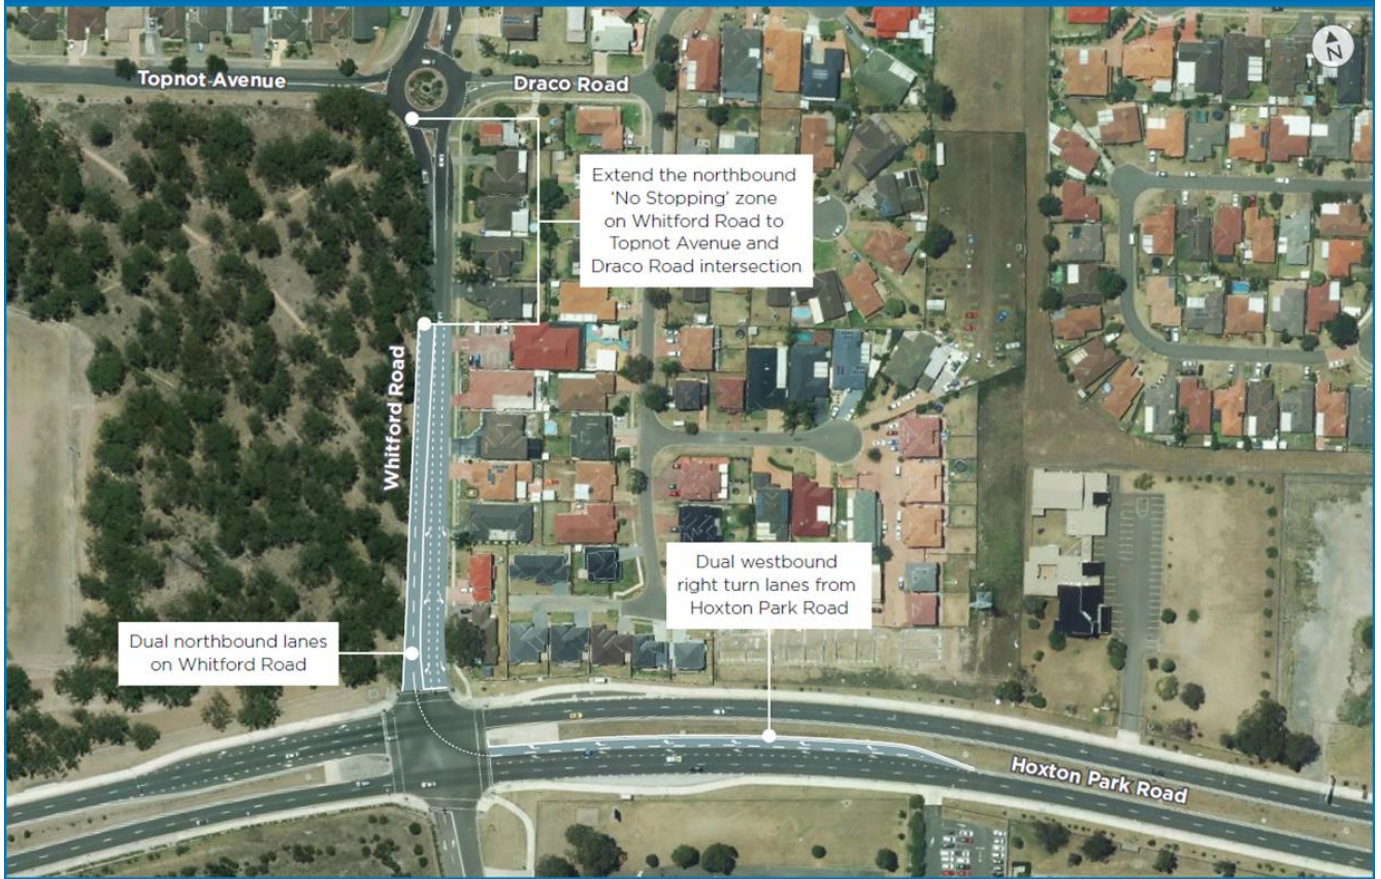 Topnot Avenue
Draco Road
N
Extend the northbound
‘No Stopping’ zone
on Whitford Road to
Topnot Avenue and
Draco Road intersection
Whitford Road
Dual westbound
right turn lanes from
Hoxton Park Road
Dual northbound lanes
on Whitford Road
Hoxton Park Road